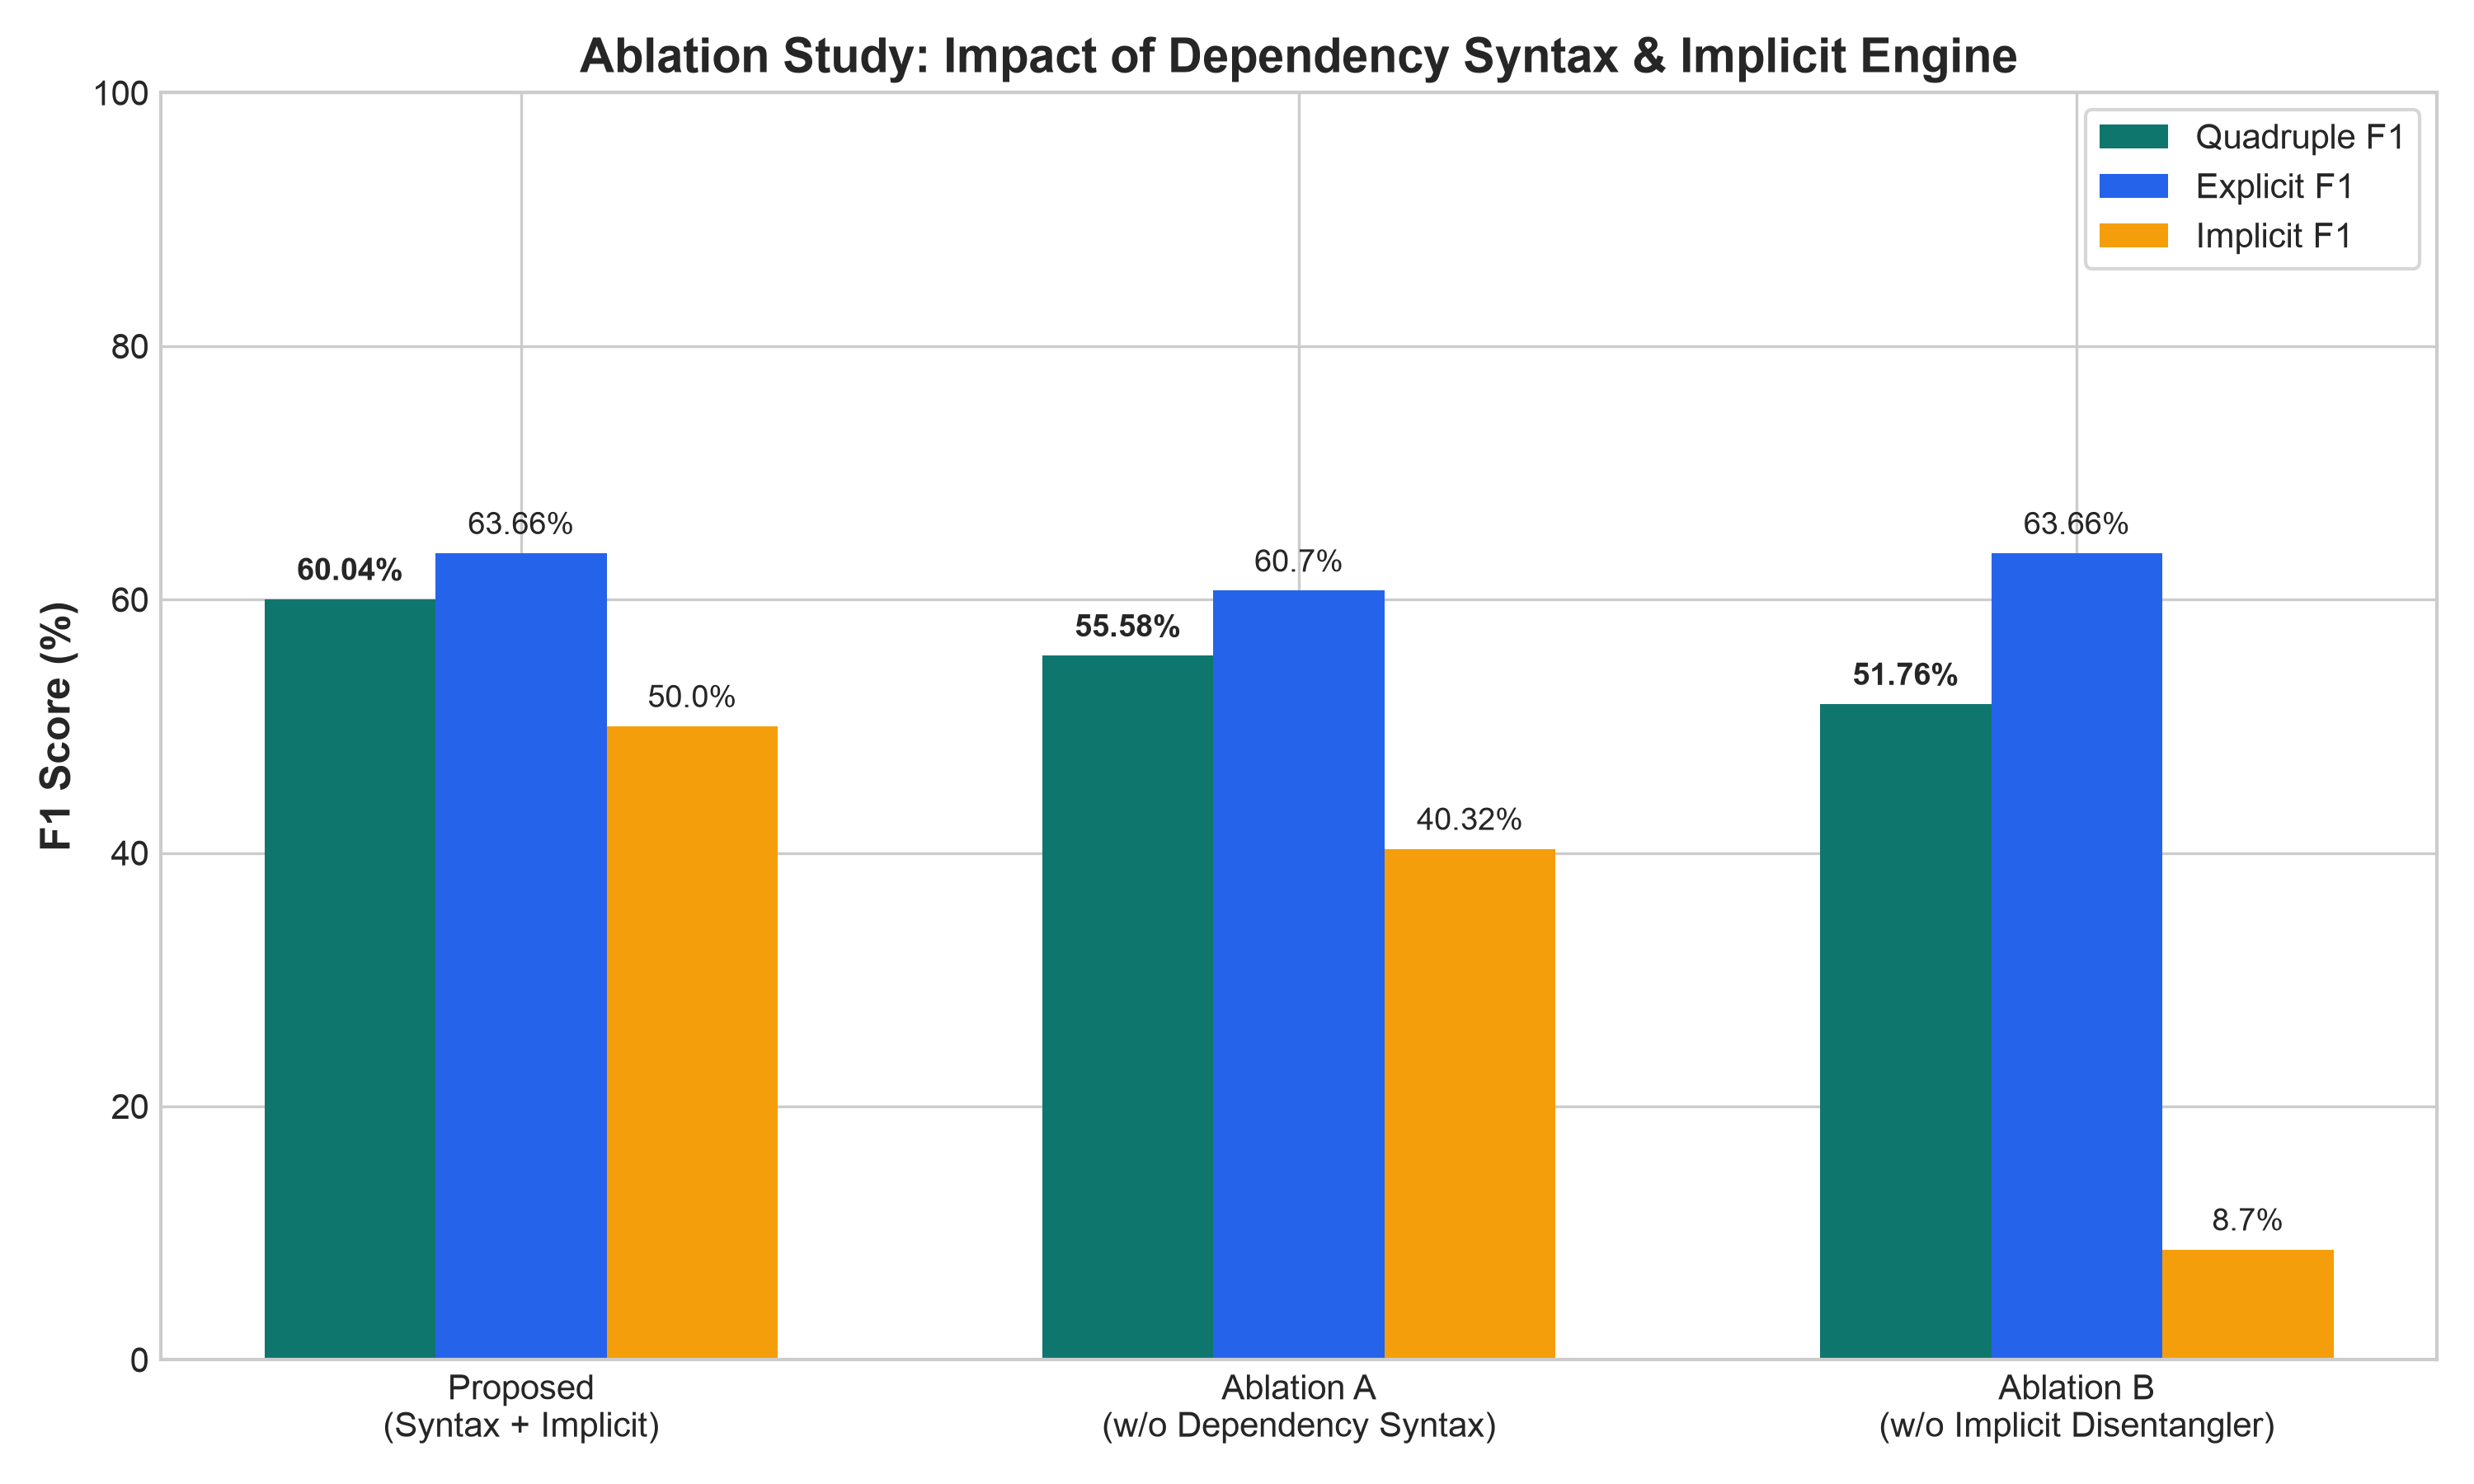 Ablation Study: Impact of Dependency Syntax & Implicit Engine
Quadruple F1
Explicit F1
Implicit F1
F1 Score (%)
100
80
60
40
20
0
60.04%
63.66%
50.0%
55.58%
60.7%
40.32%
51.76%
63.66%
8.7%
Proposed
(Syntax + Implicit)
Ablation A
(w/o Dependency Syntax)
Ablation B
(w/o Implicit Disentangler)